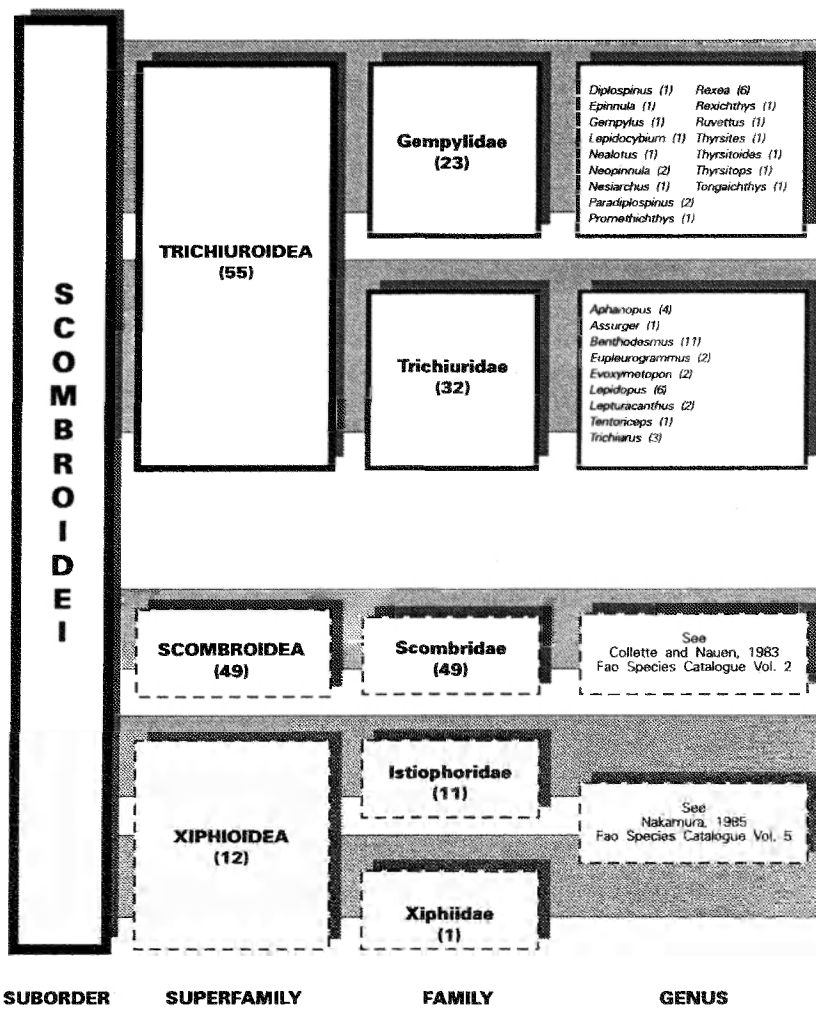 SCOMBROIDEI
TRICHIUROIDEA
(55)
Gempylidae
(23)
Diplospinus (1) Rexea (6)
Epinnula (1) Rexichthys (1)
Gempylus (1) Ruvettus (1)
Lepidocybium (1) Thyrsites (1)
Nealotus (1) Thyrsitoides (1)
Neopinnula (2) Thyrsitops (1)
Nesiarchus (1) Tongaichthys (1)
Paradiplospinus (2)
Promethichthys (1)
Trichiuridae
(32)
Aphanopus (4)
Assurger (1)
Benthodesmus (11)
Eupleurogrammus (2)
Evoxymetopon (2)
Lepidopus (6)
Lepturacanthus (2)
Tentoriceps (1)
Trichiurus (3)
SCOMBROIDEA
(49)
Scombridae
(49)
See
Collette and Nauen, 1983
Fao Species Catalogue Vol. 2
XIPHIOIDEA
(12)
Istiophoridae
(11)
See
Nakamura, 1985
Fao Species Catalogue Vol. 5
Xiphiidae
(1)
SUBORDER SUPERFAMILY FAMILY GENUS